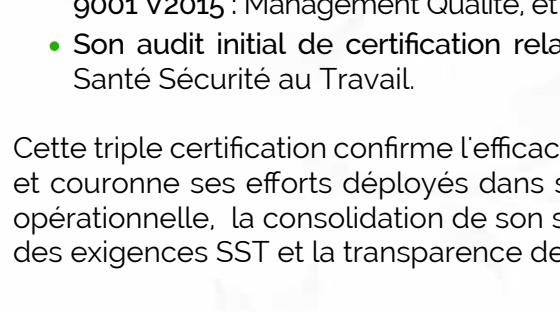 9001 V2015 : Management Qualité, et
Son audit initial de certification rela
Santé Sécurité au Travail.
Cette triple certification confirme l'efficac
et couronne ses efforts déployés dans s
opérationnelle, la consolidation de son s
des exigences SST et la transparence de